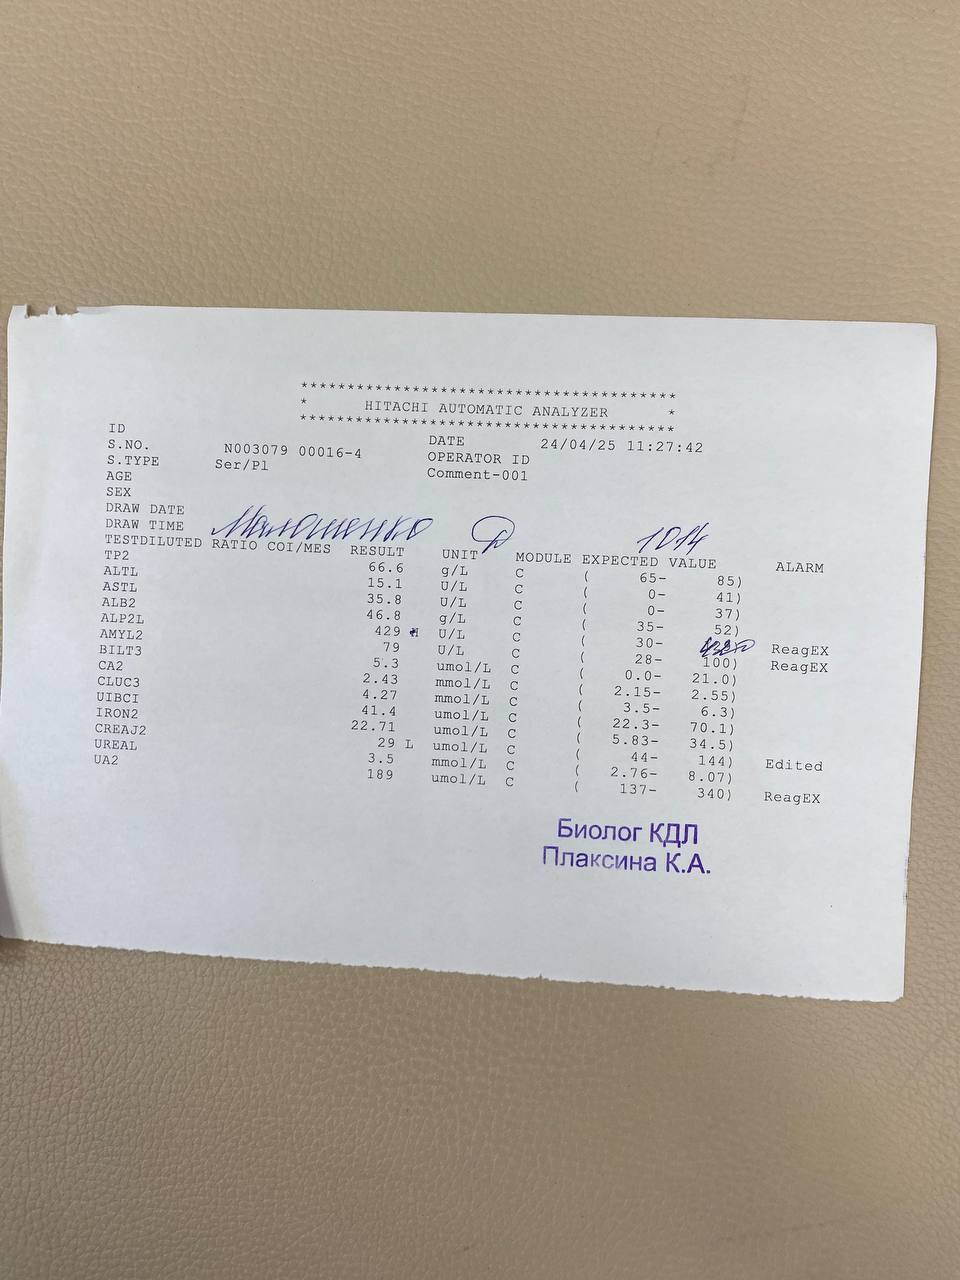 ***************************************
* HITACHI AUTOMATIC ANALYZER *
***************************************
ID
S.NO. N003079 00016-4 DATE 24/04/25 11:27:42
S.TYPE Ser/Pl OPERATOR ID
AGE Comment-001
SEX
DRAW DATE
DRAW TIME Малашенко 1014
TESTDILUTED RATIO COI/MES RESULT UNIT MODULE EXPECTED VALUE ALARM
TP2 66.6 g/L C ( 65- 85)
ALTL 15.1 U/L C ( 0- 41)
ASTL 35.8 U/L C ( 0- 37)
ALB2 46.8 g/L C ( 35- 52)
ALP2L 429 U/L C ( 30- ReagEX
AMYL2 79 U/L C ( 28- 100) ReagEX
BILT3 5.3 umol/L C ( 0.0- 21.0)
CA2 2.43 mmol/L C ( 2.15- 2.55)
CLUC3 4.27 mmol/L C ( 3.5- 6.3)
UIBCI 41.4 umol/L C ( 22.3- 70.1)
IRON2 22.71 umol/L C ( 5.83- 34.5)
CREAJ2 29 L umol/L C ( 44- 144) Edited
UREAL 3.5 mmol/L C ( 2.76- 8.07)
UA2 189 umol/L C ( 137- 340) ReagEX
Биолог КДЛ
Плаксина К.А.